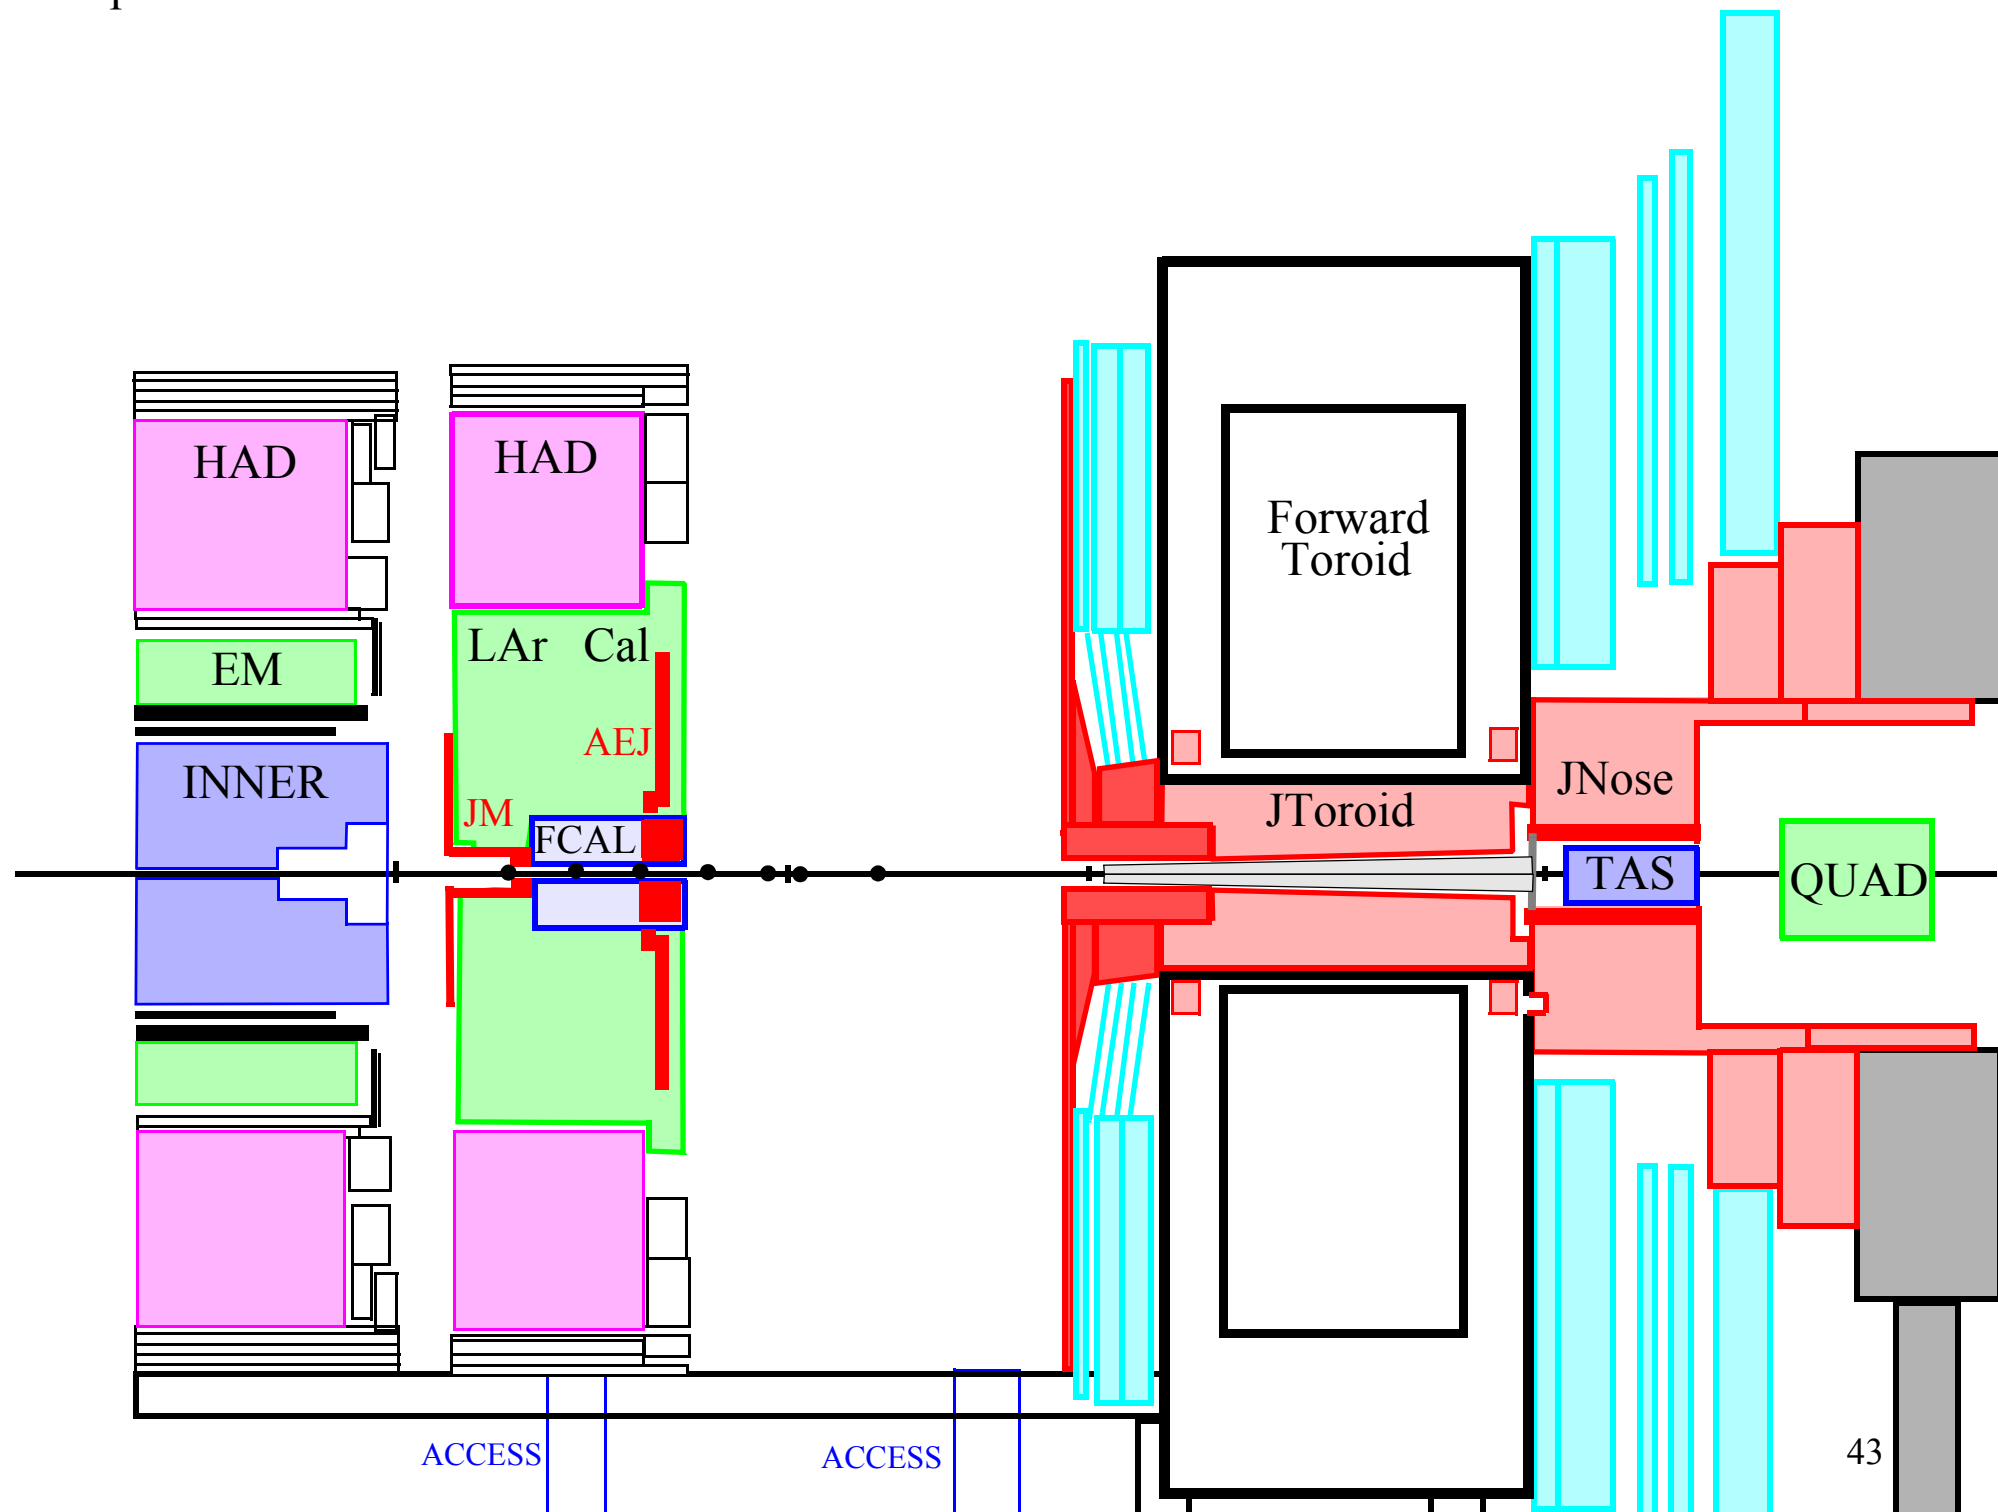 HAD
HAD
Forward
Toroid
EM
LAr Cal
AEJ
INNER
JM
FCAL
JToroid
JNose
TAS
QUAD
ACCESS
ACCESS
43